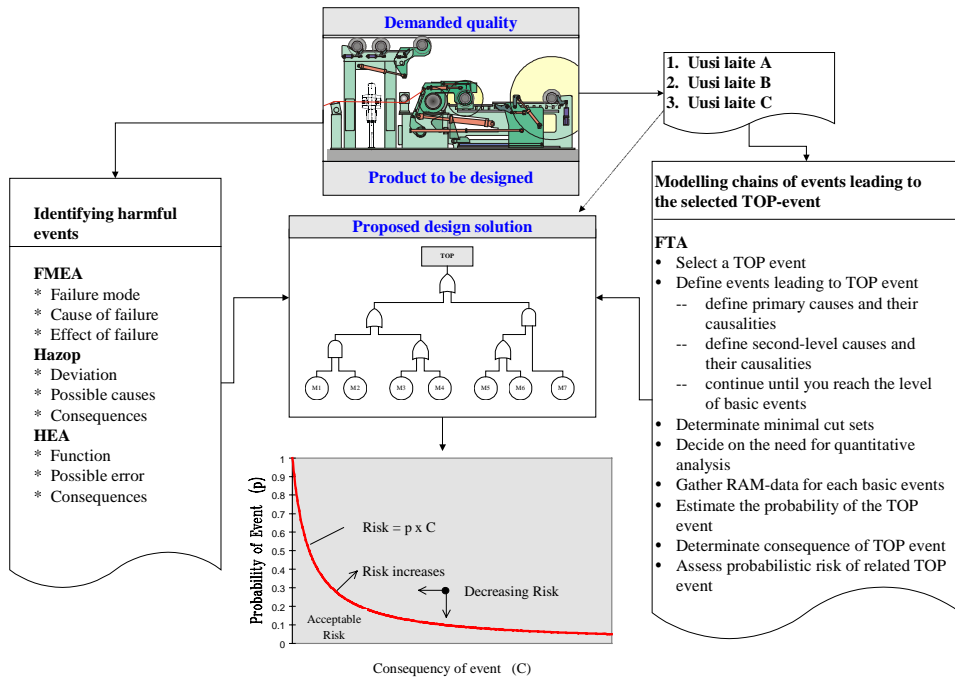 Demanded quality
Product to be designed
1. Uusi laite A
2. Uusi laite B
3. Uusi laite C
Identifying harmful
events
FMEA
* Failure mode
* Cause of failure
* Effect of failure
Hazop
* Deviation
* Possible causes
* Consequences
HEA
* Function
* Possible error
* Consequences
Proposed design solution
TOP
M1 M2 M3 M4 M5 M6 M7
Modelling chains of events leading to
the selected TOP-event
FTA
• Select a TOP event
• Define events leading to TOP event
-- define primary causes and their
causalities
-- define second-level causes and
their causalities
-- continue until you reach the level
of basic events
• Determinate minimal cut sets
• Decide on the need for quantitative
analysis
• Gather RAM-data for each basic events
• Estimate the probability of the TOP
event
• Determinate consequence of TOP event
• Assess probabilistic risk of related TOP
event
Probability of Event (p)
1
0.9
0.8
0.7
0.6
0.5
0.4
0.3
0.2
0.1
0
Risk = p x C
Risk increases
Decreasing Risk
Acceptable
Risk
Consequency of event (C)